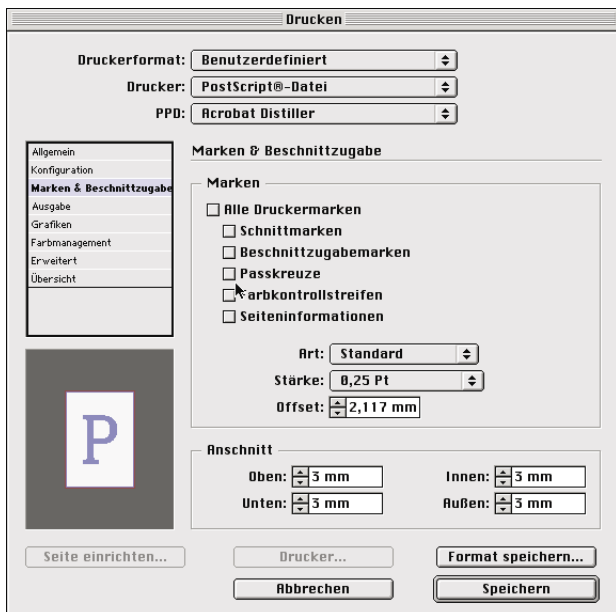 Drucken
Druckerformat: Benutzerdefiniert
Drucker: PostScript®-Datei
PPD: Acrobat Distiller
Allgemein
Konfiguration
Marken & Beschnittzugabe
Ausgabe
Grafiken
Farbmanagement
Erweitert
Übersicht
P
Marken & Beschnittzugabe
Marken
Alle Druckermarken
Schnittmarken
Beschnittzugabemarken
Passkreuze
Farbkontrollstreifen
Seiteninformationen
Art: Standard
Stärke: 0,25 Pt
Offset: 2,117 mm
Anschnitt
Oben: 3 mm Innen: 3 mm
Unten: 3 mm Außen: 3 mm
Seite einrichten... Drucker... Format speichern...
Abbrechen Speichern